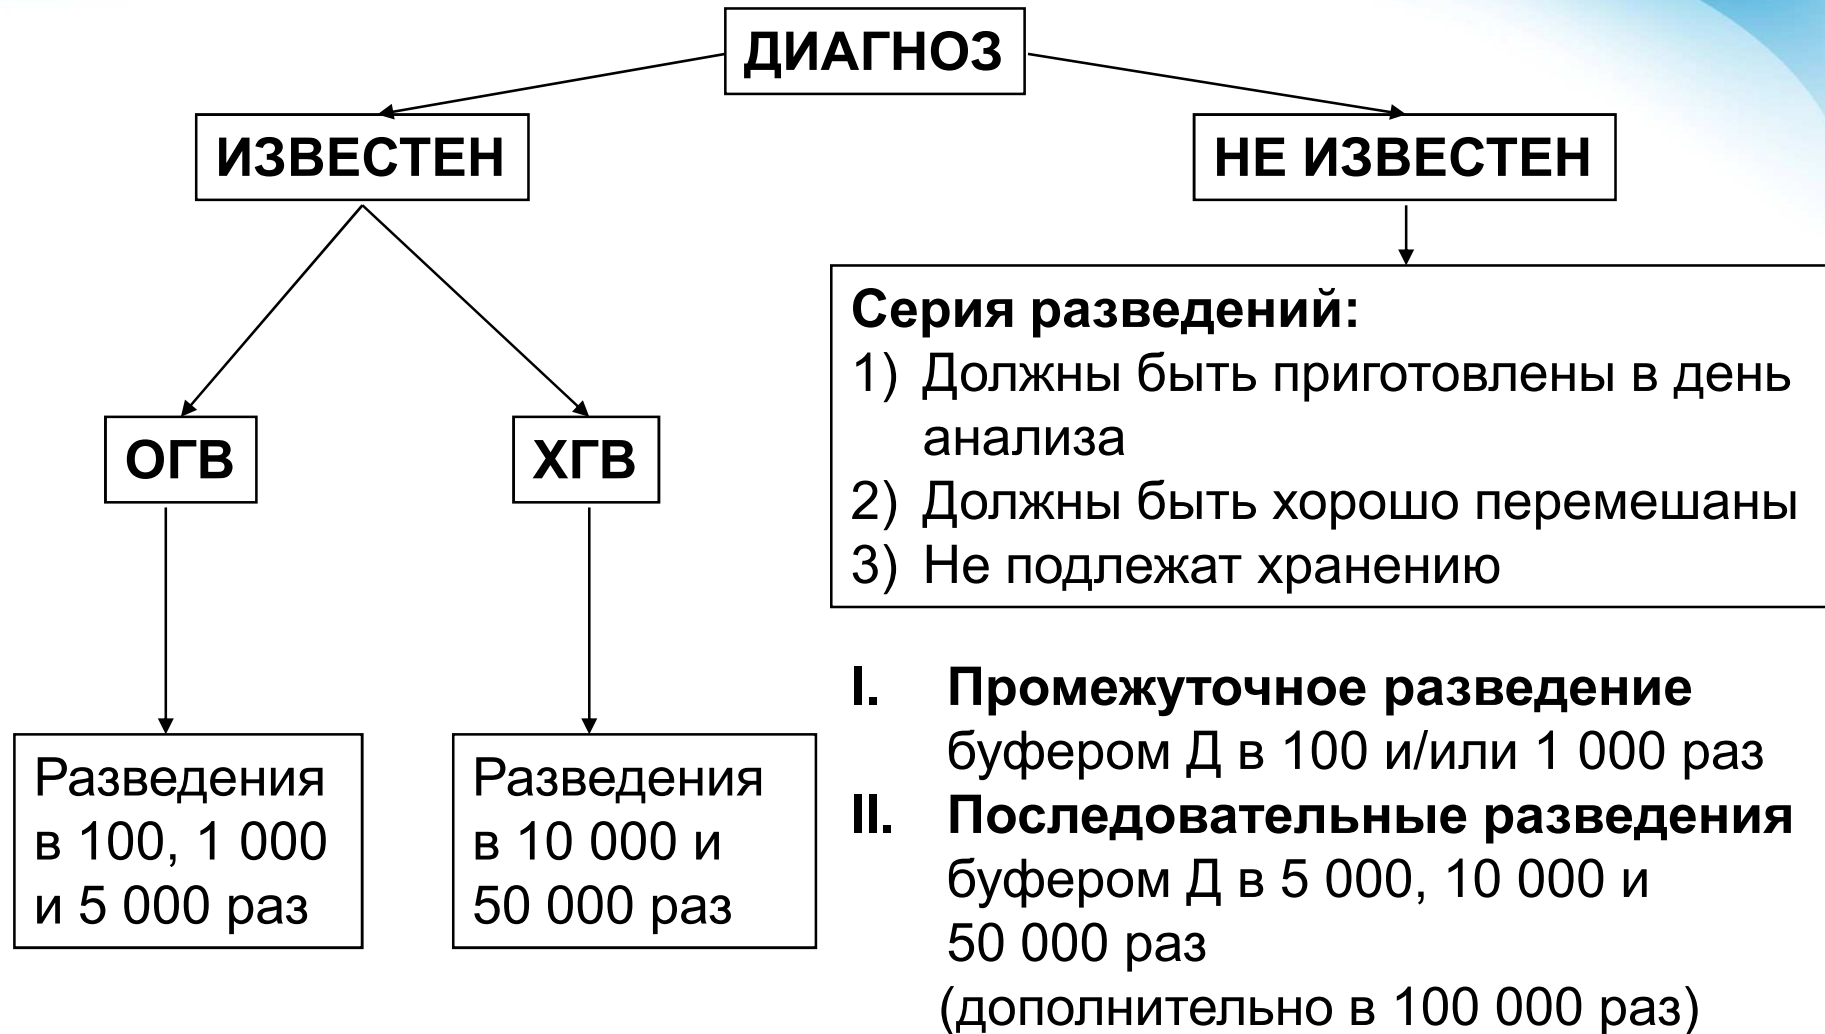 ДИАГНОЗ
ИЗВЕСТЕН
НЕ ИЗВЕСТЕН
ОГВ
ХГВ
Разведения
в 100, 1 000
и 5 000 раз
Разведения
в 10 000 и
50 000 раз
Серия разведений:
1) Должны быть приготовлены в день
анализа
2) Должны быть хорошо перемешаны
3) Не подлежат хранению
I. Промежуточное разведение
буфером Д в 100 и/или 1 000 раз
II. Последовательные разведения
буфером Д в 5 000, 10 000 и
50 000 раз
(дополнительно в 100 000 раз)